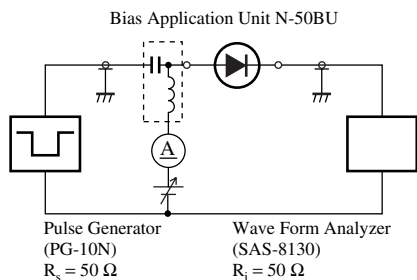 Bias Application Unit N-50BU
A
Pulse Generator
(PG-10N)
Rs = 50 Ω
Wave Form Analyzer
(SAS-8130)
Ri = 50 Ω